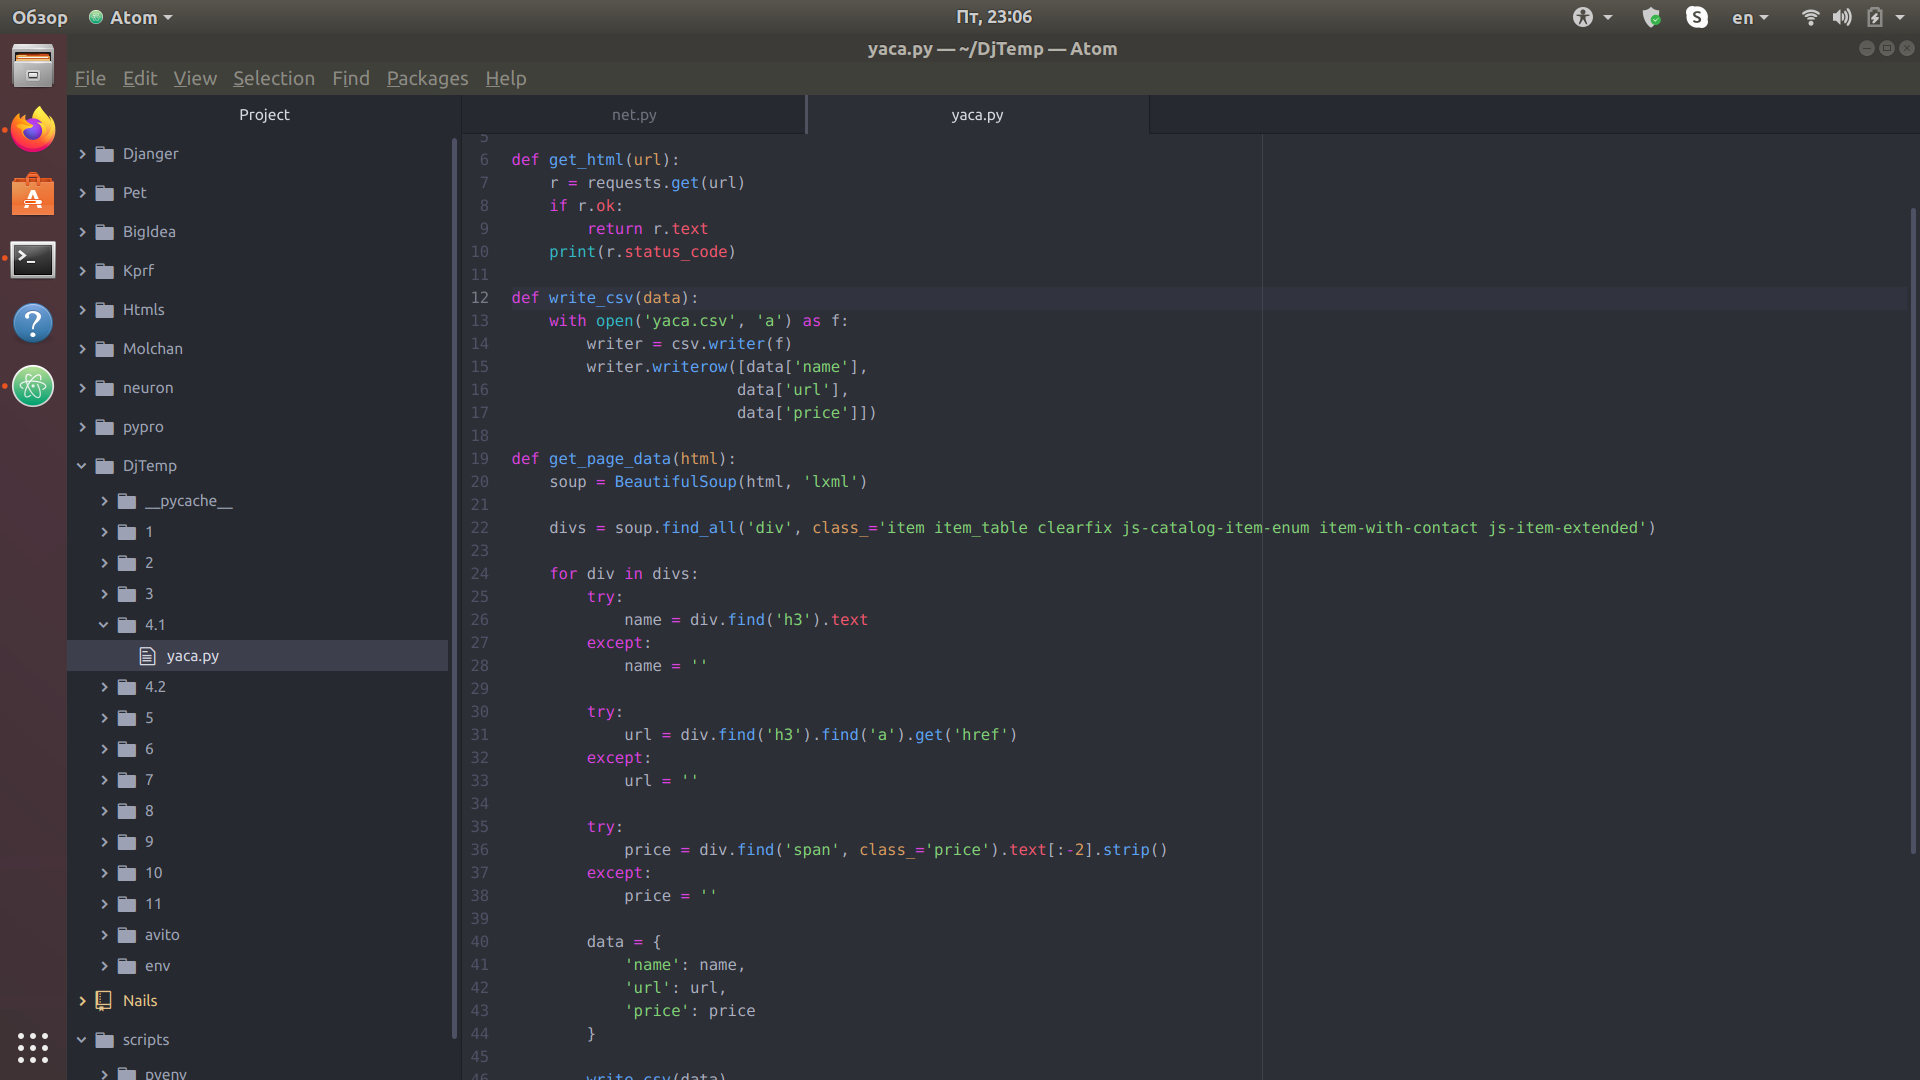 Обзор Atom Пт, 23:06 S en
yaca.py — ~/DjTemp — Atom
File Edit View Selection Find Packages Help
Project
Djanger
Pet
BigIdea
Kprf
Htmls
Molchan
neuron
pypro
DjTemp
__pycache__
1
2
3
4.1
yaca.py
4.2
5
6
7
8
9
10
11
avito
env
Nails
scripts
pyenv
net.py yaca.py
5
6 def get_html(url):
7     r = requests.get(url)
8     if r.ok:
9         return r.text
10     print(r.status_code)
11
12 def write_csv(data):
13     with open('yaca.csv', 'a') as f:
14         writer = csv.writer(f)
15         writer.writerow([data['name'],
16                         data['url'],
17                         data['price']])
18
19 def get_page_data(html):
20     soup = BeautifulSoup(html, 'lxml')
21
22     divs = soup.find_all('div', class_='item item_table clearfix js-catalog-item-enum item-with-contact js-item-extended')
23
24     for div in divs:
25         try:
26             name = div.find('h3').text
27         except:
28             name = ''
29
30         try:
31             url = div.find('h3').find('a').get('href')
32         except:
33             url = ''
34
35         try:
36             price = div.find('span', class_='price').text[:-2].strip()
37         except:
38             price = ''
39
40         data = {
41             'name': name,
42             'url': url,
43             'price': price
44         }
45
46         write_csv(data)